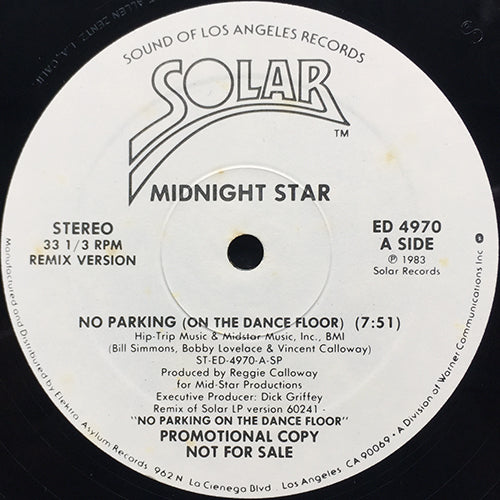 ALLEN ZENTZ L.A. CALIF.
SOUND OF LOS ANGELES RECORDS
SOLAR
TM
MIDNIGHT STAR
STEREO
33 1/3 RPM
REMIX VERSION
ED 4970
A SIDE
℗ 1983
Solar Records
NO PARKING (ON THE DANCE FLOOR) (7:51)
Hip-Trip Music & Midstar Music, Inc., BMI
(Bill Simmons, Bobby Lovelace & Vincent Calloway)
ST-ED-4970-A-SP
Produced by Reggie Calloway
for Mid-Star Productions
Executive Producer: Dick Griffey
Remix of Solar LP version 60241 -
"NO PARKING ON THE DANCE FLOOR"
PROMOTIONAL COPY
NOT FOR SALE
Manufactured and Distributed by Elektra Asylum Records 962 N La Cienega Blvd. Los Angeles CA 90069 • A Division of Warner Communications Inc